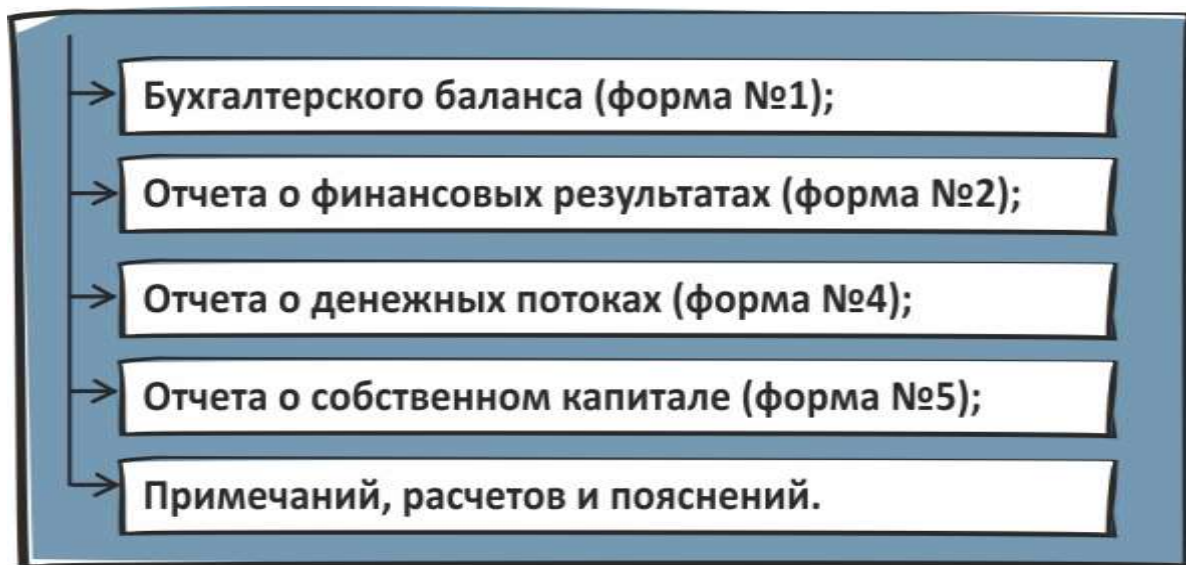 Бухгалтерского баланса (форма №1);
Отчета о финансовых результатах (форма №2);
Отчета о денежных потоках (форма №4);
Отчета о собственном капитале (форма №5);
Примечаний, расчетов и пояснений.